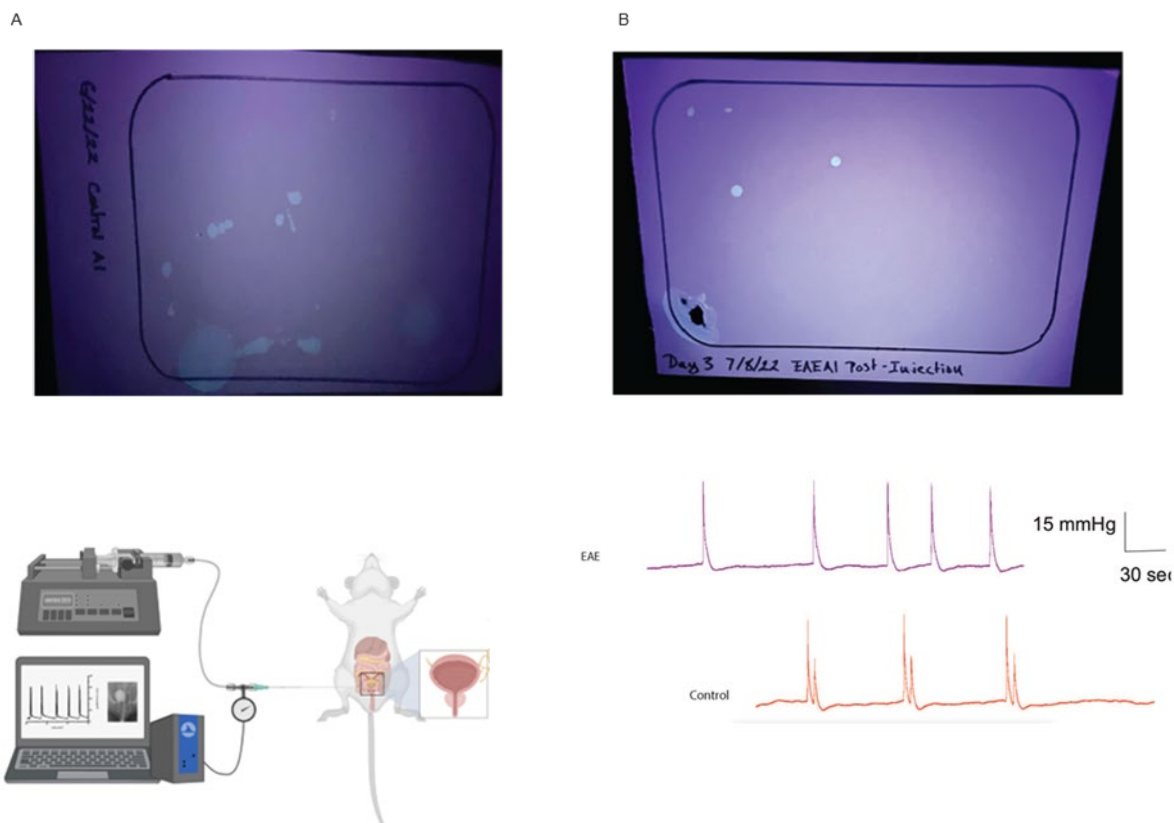 A
B
6/22/22 Control A1
Day 3 7/8/22 EAEA1 Post-Injection
EAE
15 mmHg
30 sec
Control